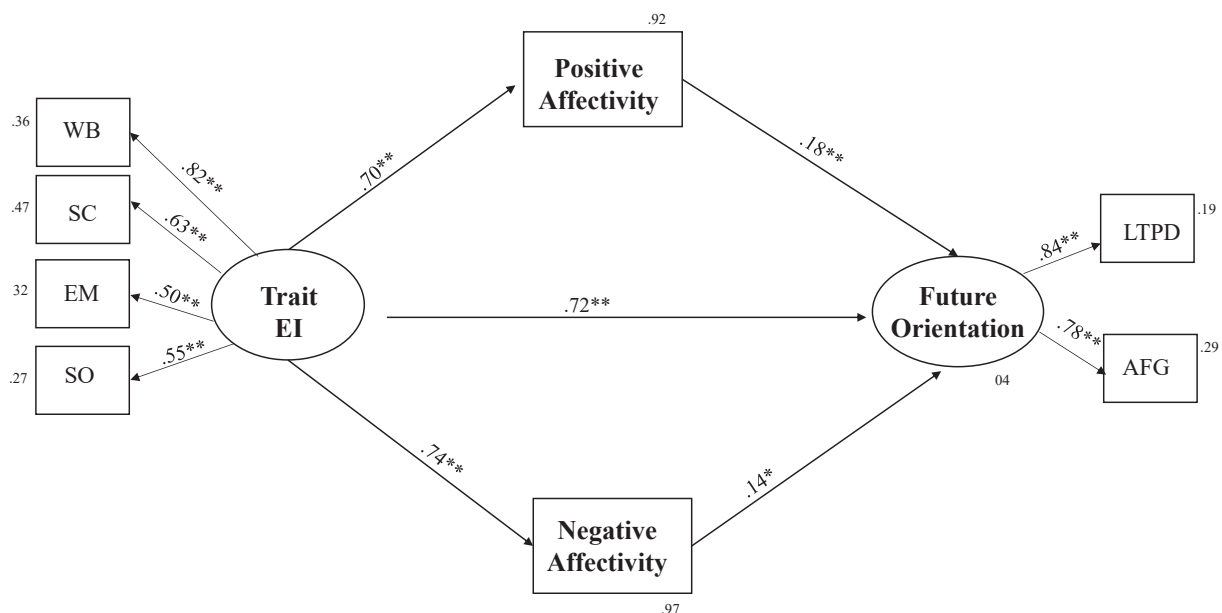 .92
Positive
Affectivity
.36
WB
.82**
.70**
.18**
.47
SC
.63**
LTPD
.19
.84**
32
EM
.50**
Trait
EI
.72**
Future
Orientation
.27
SO
.55**
.78**
AFG
.29
04
.74**
.14*
Negative
Affectivity
.97